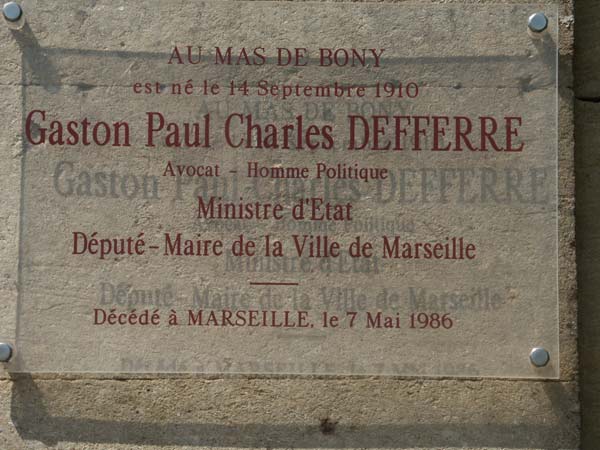 AU MAS DE BONY
est né le 14 Septembre 1910
Gaston Paul Charles DEFFERRE
Avocat - Homme Politique
Ministre d'Etat
Député-Maire de la Ville de Marseille
Décédé à MARSEILLE, le 7 Mai 1986